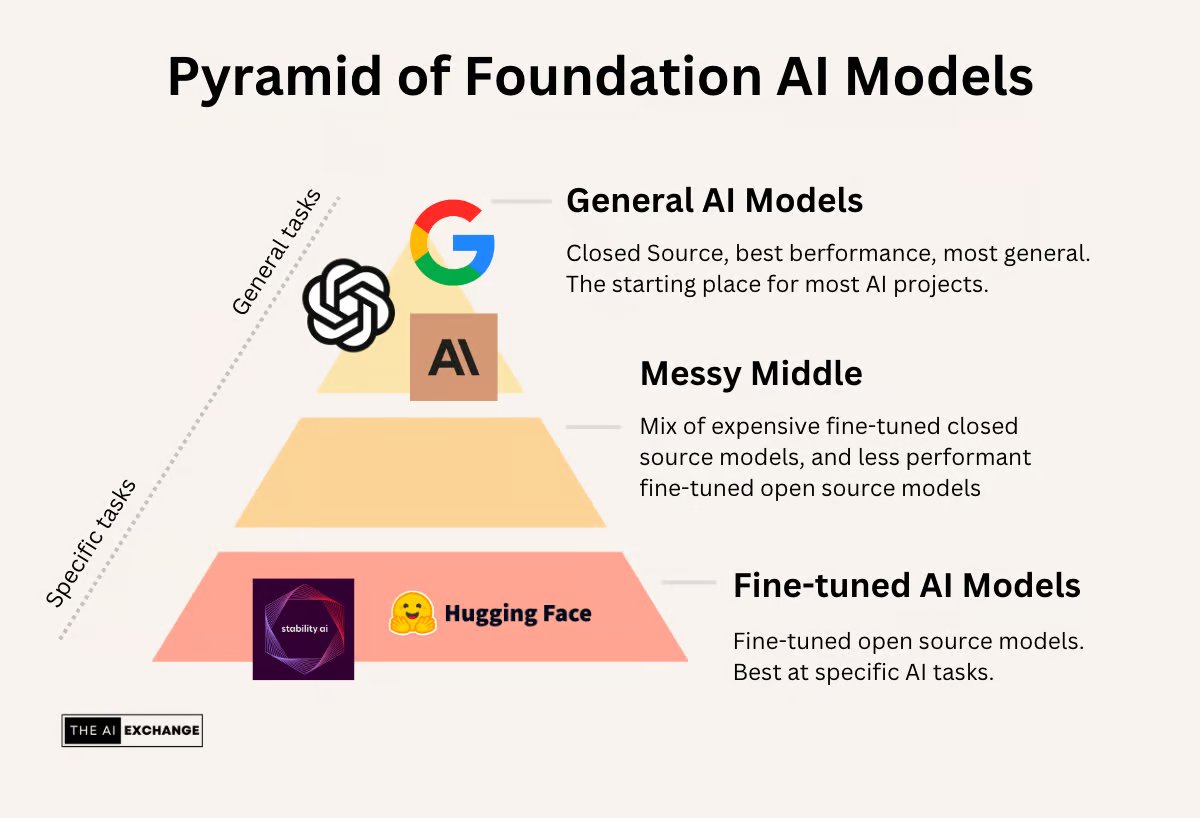 Pyramid of Foundation AI Models
General tasks
Specific tasks
General AI Models
Closed Source, best berformance, most general.
The starting place for most AI projects.
Messy Middle
Mix of expensive fine-tuned closed
source models, and less performant
fine-tuned open source models
Fine-tuned AI Models
Fine-tuned open source models.
Best at specific AI tasks.
G
A\
stability ai
Hugging Face
THE AI EXCHANGE